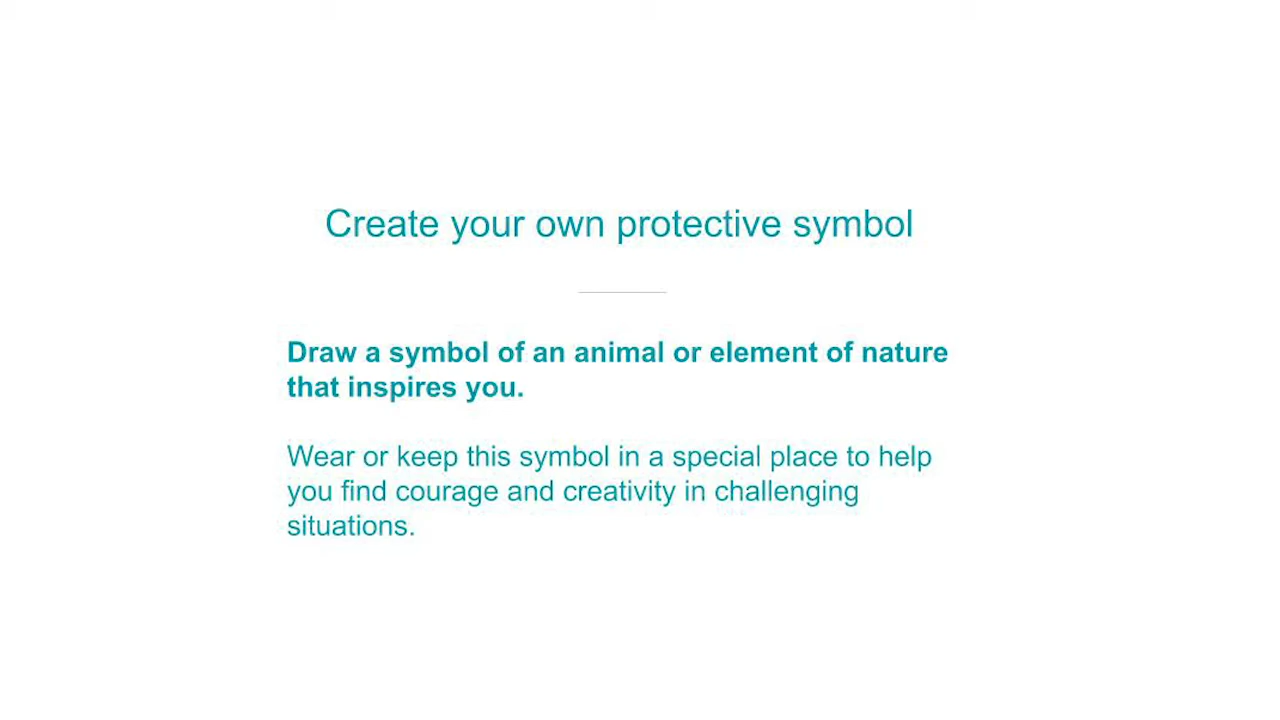 Create your own protective symbol
Draw a symbol of an animal or element of nature
that inspires you.
Wear or keep this symbol in a special place to help
you find courage and creativity in challenging
situations.